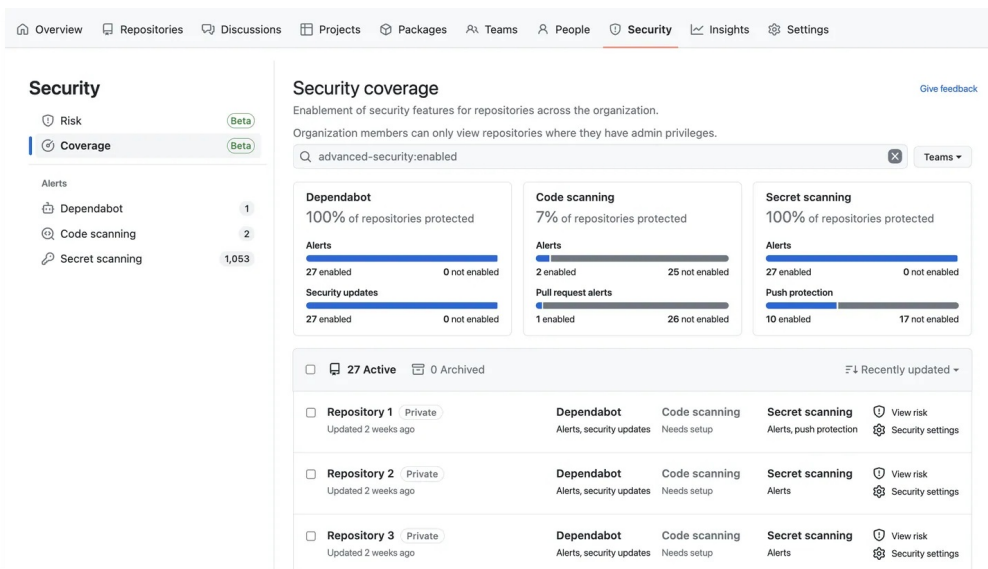 Overview Repositories Discussions Projects Packages Teams People Security Insights Settings
Security
Risk Beta
Coverage Beta
Alerts
Dependabot 1
Code scanning 2
Secret scanning 1,053
Security coverage Give feedback
Enablement of security features for repositories across the organization.
Organization members can only view repositories where they have admin privileges.
advanced-security:enabled Teams
Dependabot
100% of repositories protected
Alerts
27 enabled 0 not enabled
Security updates
27 enabled 0 not enabled
Code scanning
7% of repositories protected
Alerts
2 enabled 25 not enabled
Pull request alerts
1 enabled 26 not enabled
Secret scanning
100% of repositories protected
Alerts
27 enabled 0 not enabled
Push protection
10 enabled 17 not enabled
27 Active 0 Archived Recently updated
Repository 1 Private Dependabot Code scanning Secret scanning View risk
Updated 2 weeks ago Alerts, security updates Needs setup Alerts, push protection Security settings
Repository 2 Private Dependabot Code scanning Secret scanning View risk
Updated 2 weeks ago Alerts, security updates Needs setup Alerts Security settings
Repository 3 Private Dependabot Code scanning Secret scanning View risk
Updated 2 weeks ago Alerts, security updates Needs setup Alerts Security settings